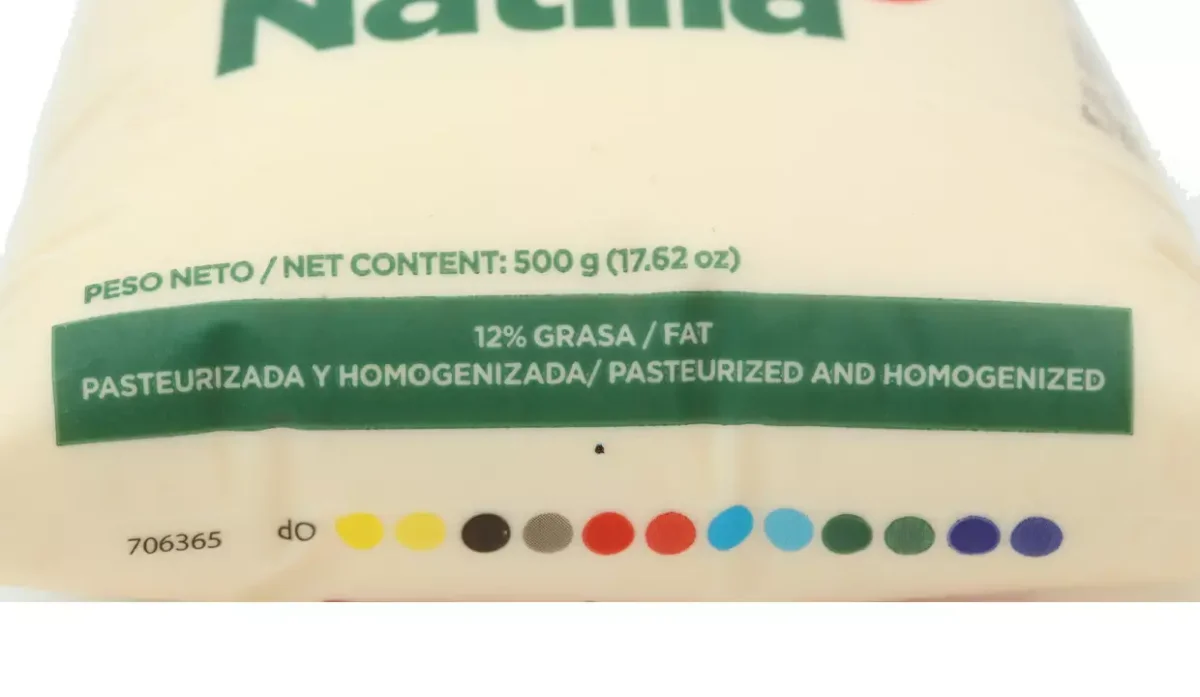 Natilla
PESO NETO / NET CONTENT: 500 g (17.62 oz)
12% GRASA / FAT
PASTEURIZADA Y HOMOGENIZADA/ PASTEURIZED AND HOMOGENIZED
706365 dO